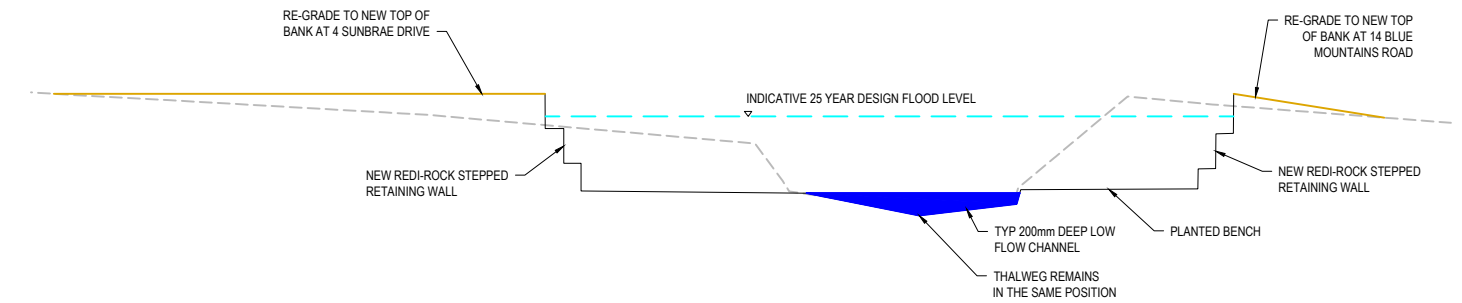 RE-GRADE TO NEW TOP OF
BANK AT 4 SUNBRAE DRIVE
RE-GRADE TO NEW TOP
OF BANK AT 14 BLUE
MOUNTAINS ROAD
INDICATIVE 25 YEAR DESIGN FLOOD LEVEL
NEW REDI-ROCK STEPPED
RETAINING WALL
NEW REDI-ROCK STEPPED
RETAINING WALL
TYP 200mm DEEP LOW
FLOW CHANNEL
PLANTED BENCH
THALWEG REMAINS
IN THE SAME POSITION